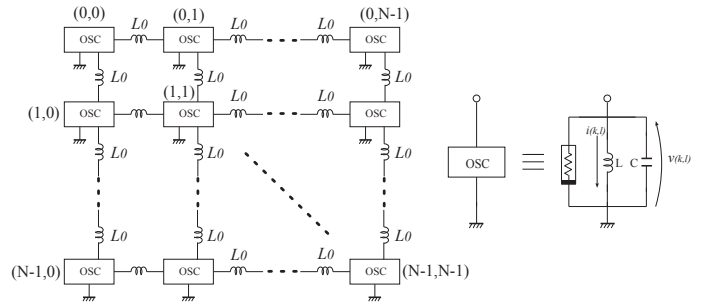 (0,0) (0,1) (0,N-1)
L0 L0 L0
OSC OSC OSC
L0 L0 L0
(1,1)
(1,0) OSC OSC OSC
L0 L0
L0 L0 L0
OSC ≡ i(k,l) L C v(k,l)
L0 L0 L0
L0 L0
(N-1,0) OSC OSC OSC (N-1,N-1)